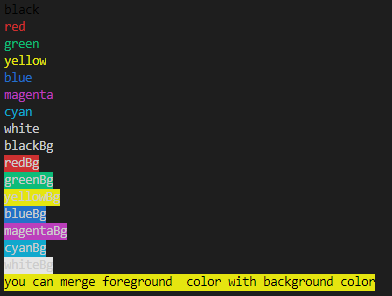 black
red
green
yellow
blue
magenta
cyan
white
blackBg
redBg
greenBg
yellowBg
blueBg
magentaBg
cyanBg
whiteBg
you can merge foreground  color with background color